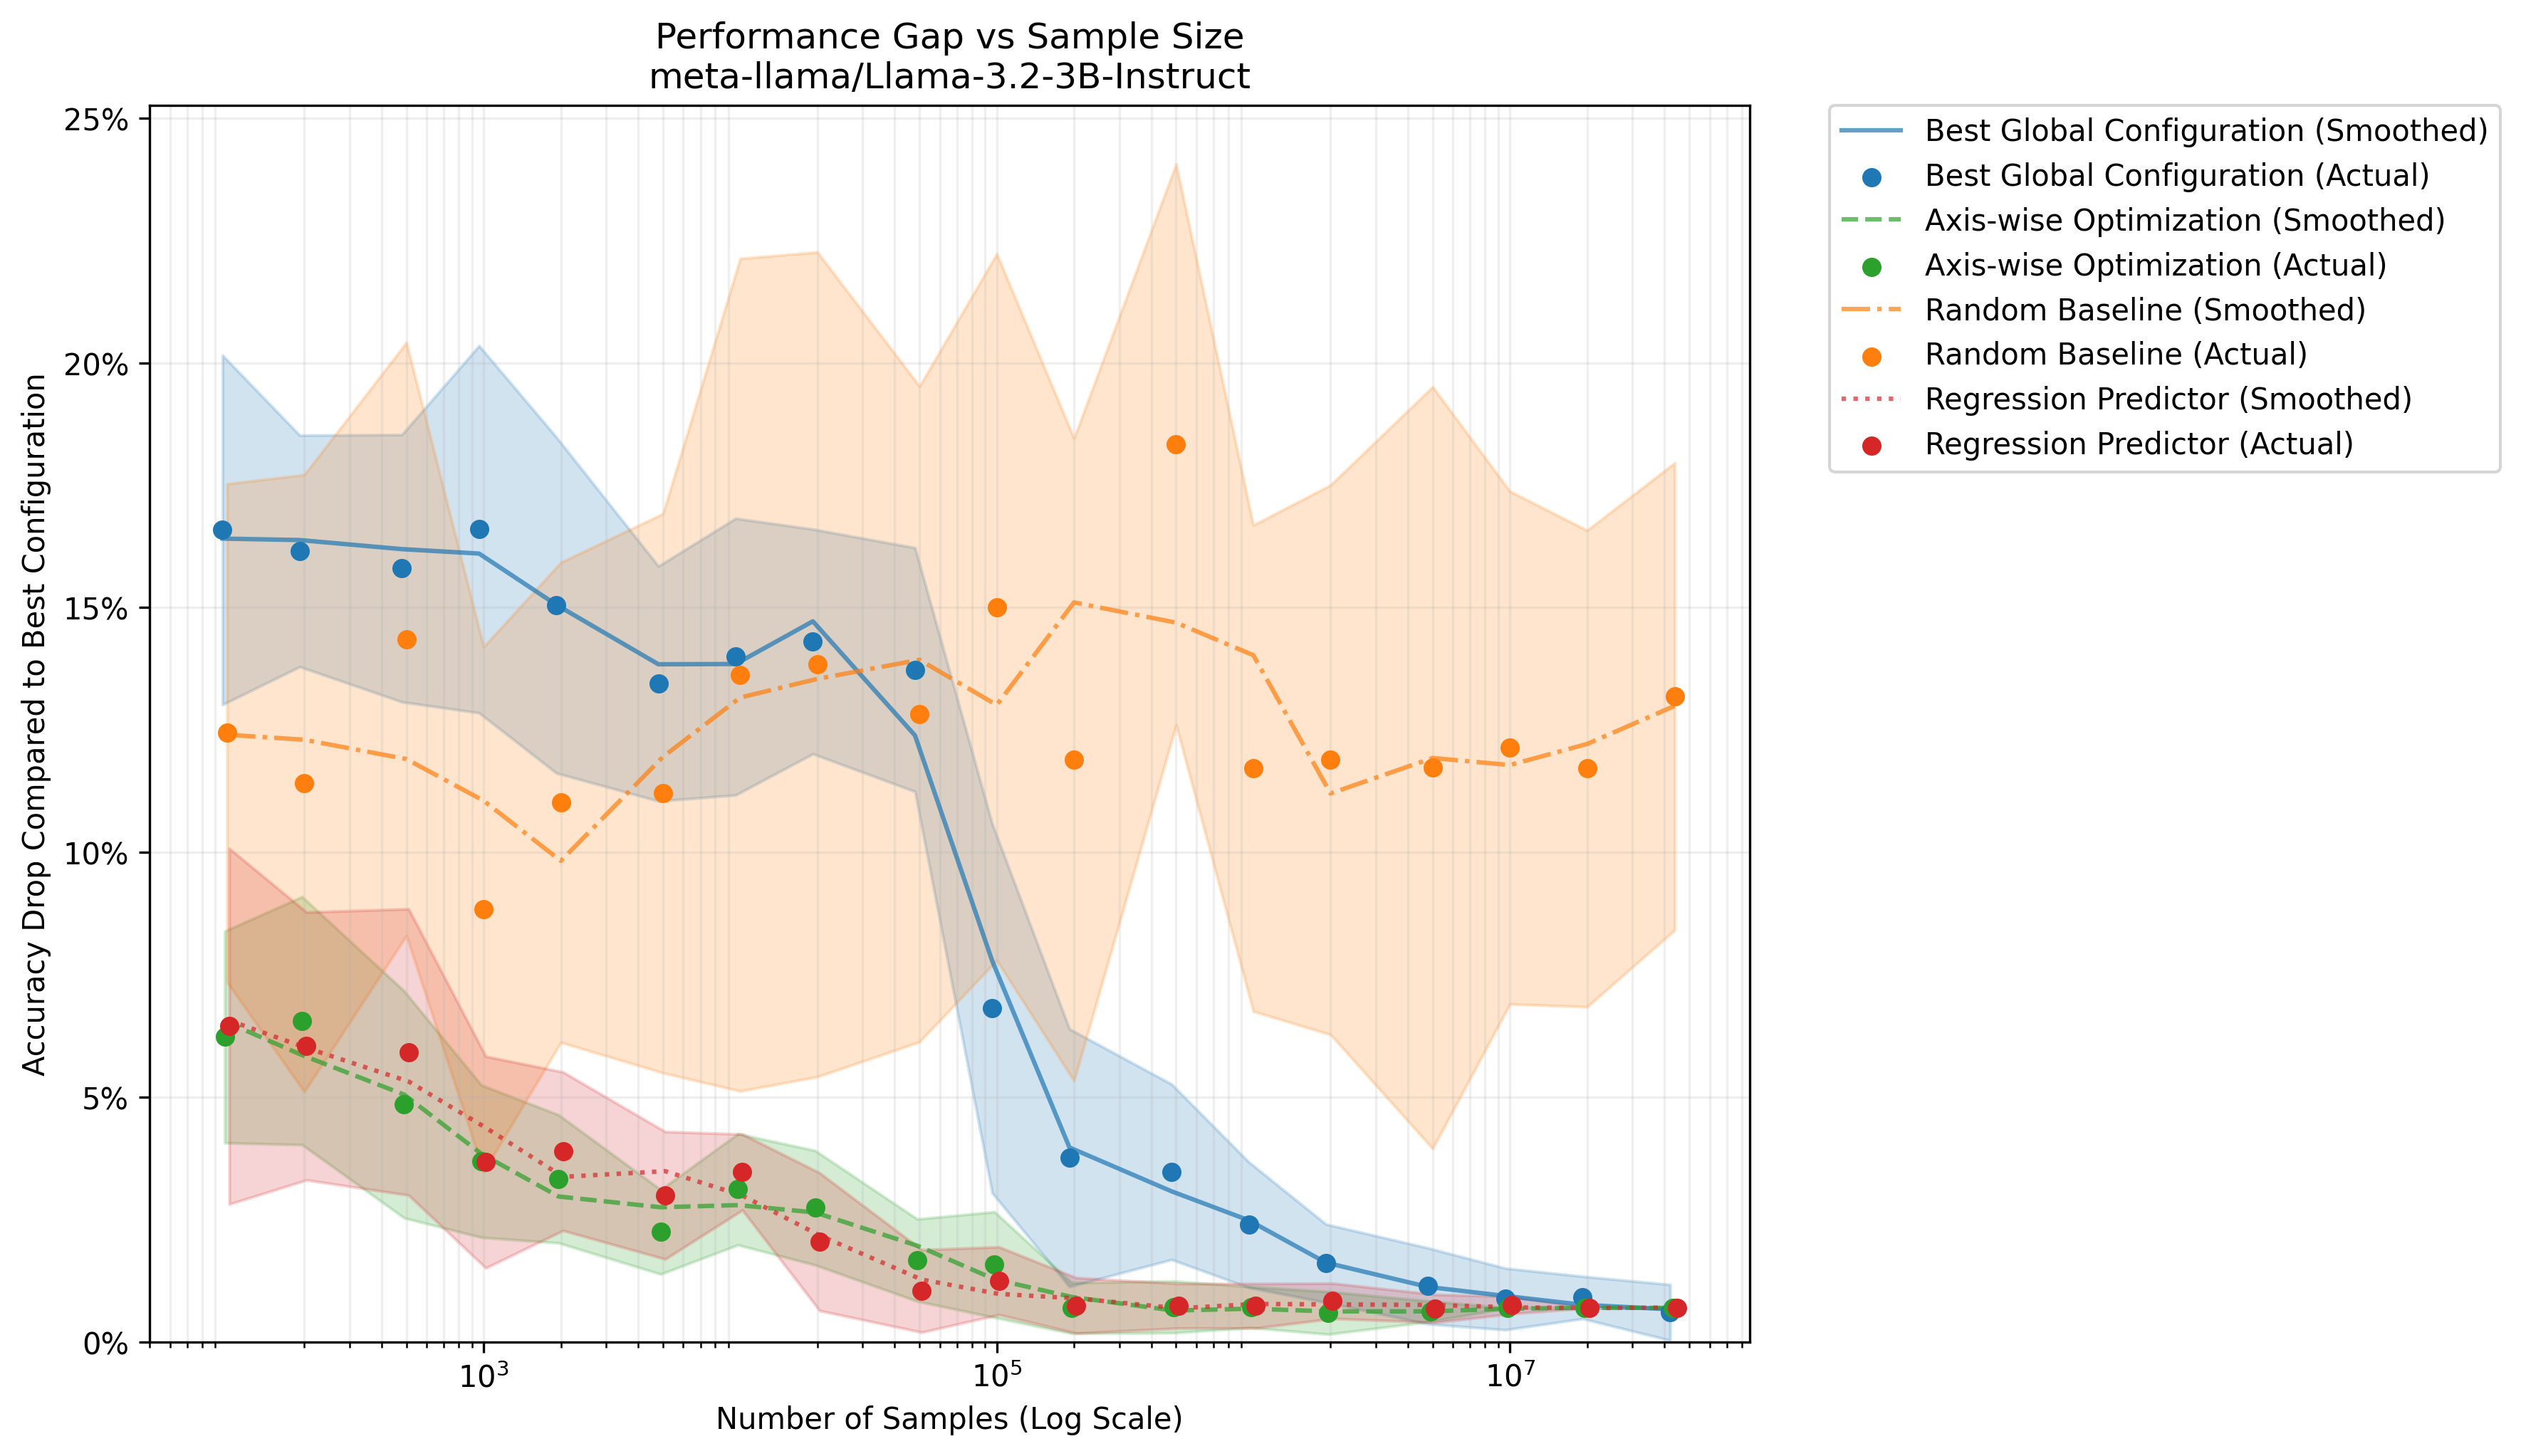 Performance Gap vs Sample Size
meta-llama/Llama-3.2-3B-Instruct
Accuracy Drop Compared to Best Configuration
25%
20%
15%
10%
5%
0%
10³
10⁵
10⁷
Number of Samples (Log Scale)
Best Global Configuration (Smoothed)
Best Global Configuration (Actual)
Axis-wise Optimization (Smoothed)
Axis-wise Optimization (Actual)
Random Baseline (Smoothed)
Random Baseline (Actual)
Regression Predictor (Smoothed)
Regression Predictor (Actual)